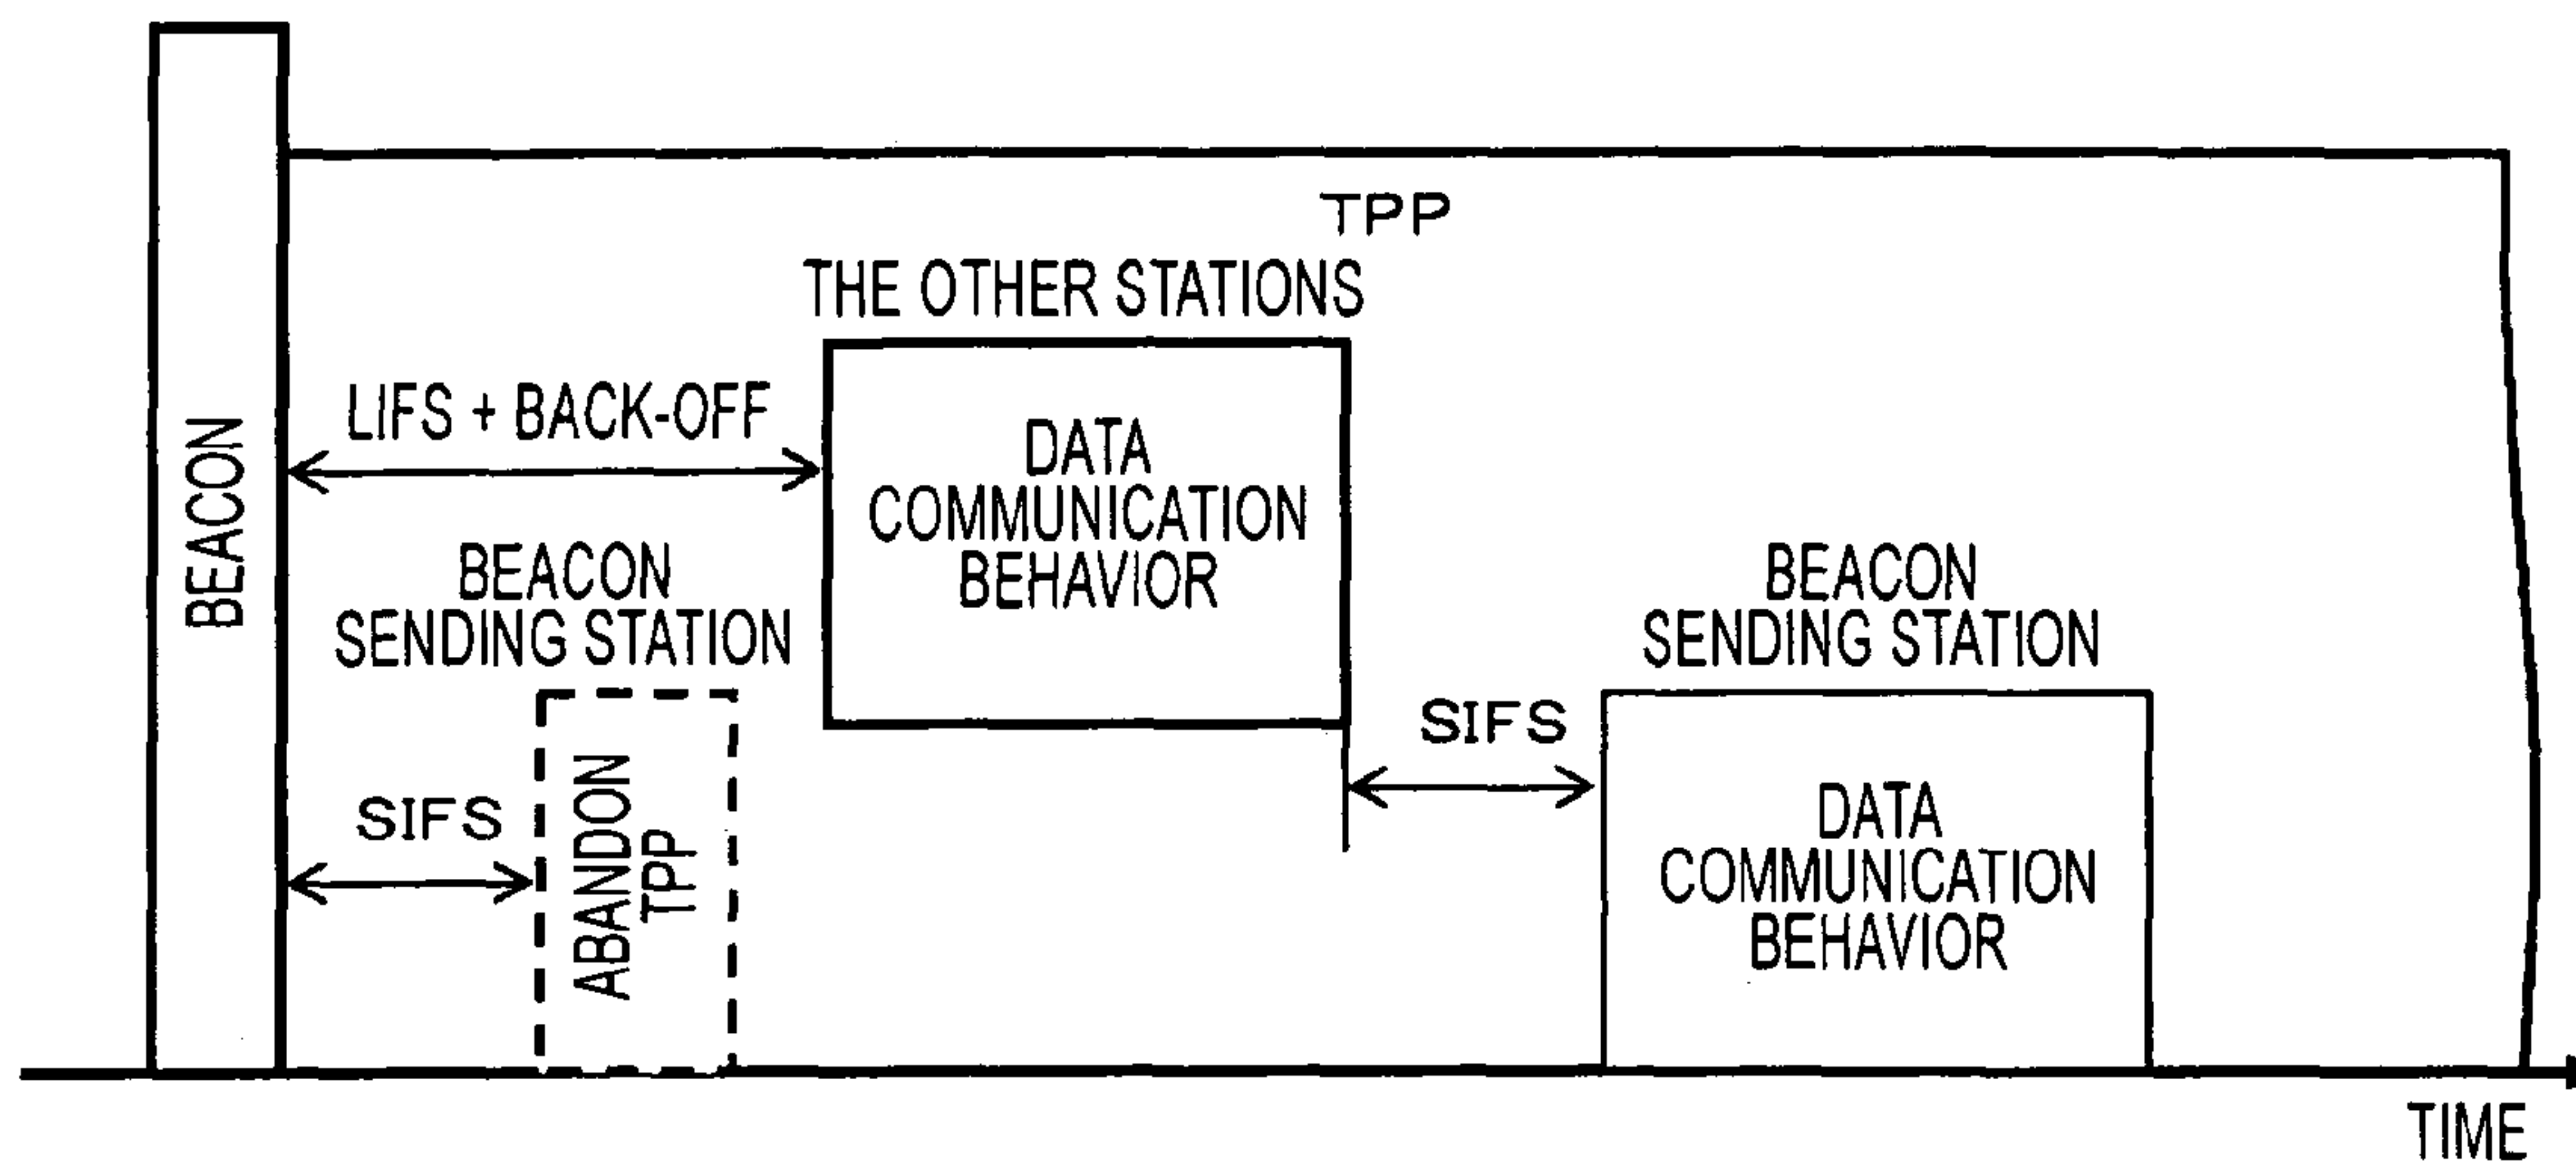 BEACON
TPP
THE OTHER STATIONS
LIFS + BACK-OFF
DATA
COMMUNICATION
BEHAVIOR
BEACON
SENDING STATION
SIFS
ABANDON
TPP
SIFS
BEACON
SENDING STATION
DATA
COMMUNICATION
BEHAVIOR
TIME